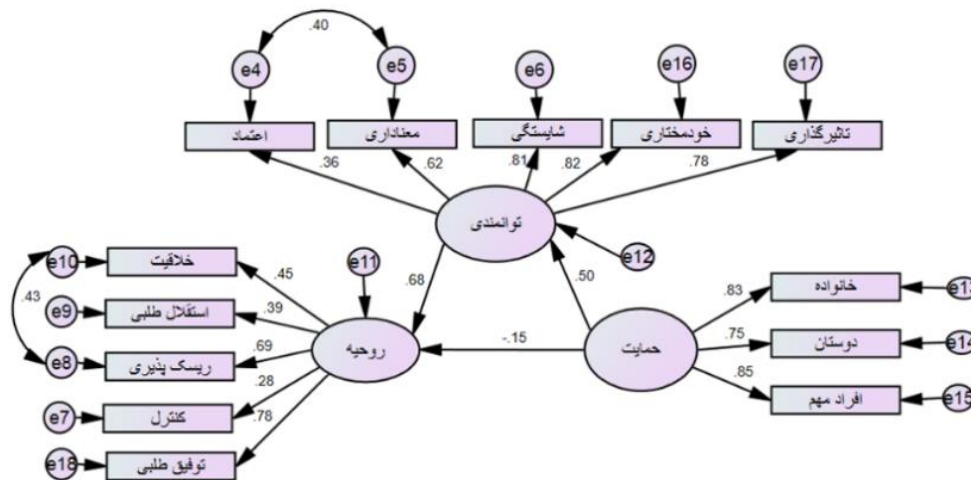 .40
e4
e5
e6
e16
e17
اعتماد
معناداری
شایستگی
خودمختاری
تاثیرگذاری
.36
.62
.81
.82
.78
توانمندی
e12
e10
خلاقیت
e11
.45
.68
.50
.43
e9
استقلال طلبی
.39
.83
خانواده
e13
e8
ریسک پذیری
.69
روحیه
-.15
حمایت
.75
دوستان
e14
.28
.85
e7
کنترل
.78
افراد مهم
e15
e18
توفیق طلبی